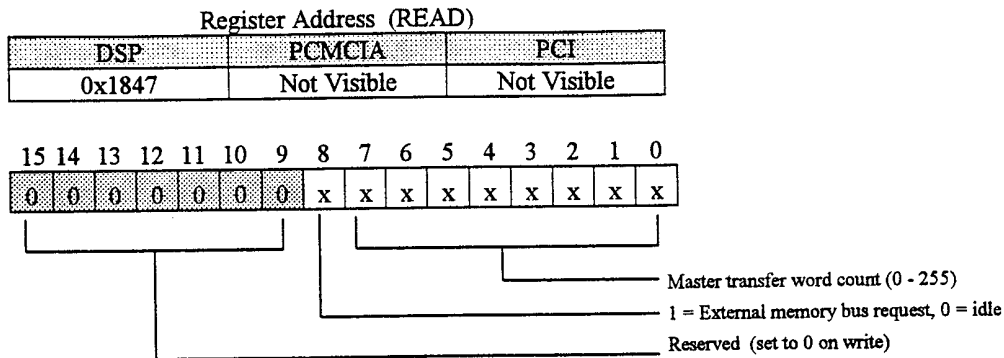 Register Address (READ)
DSP PCMCIA PCI
0x1847 Not Visible Not Visible
15 14 13 12 11 10 9 8 7 6 5 4 3 2 1 0
0 0 0 0 0 0 0 x x x x x x x x x
Master transfer word count (0 - 255)
1 = External memory bus request, 0 = idle
Reserved (set to 0 on write)